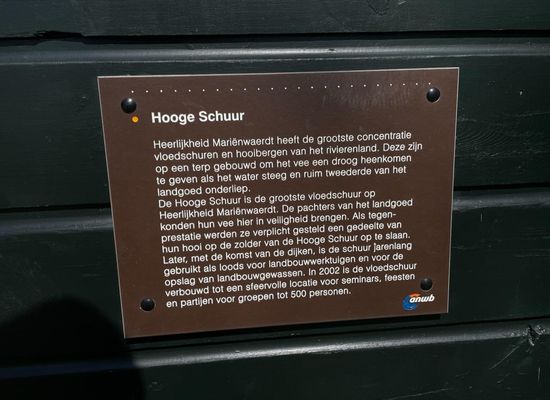 Hooge Schuur
Heerlijkheid Mariënwaerdt heeft de grootste concentratie
vloedschuren en hooibergen van het rivierenland. Deze zijn
op een terp gebouwd om het vee een droog heenkomen
te geven als het water steeg en ruim tweederde van het
landgoed onderliep.
De Hooge Schuur is de grootste vloedschuur op
Heerlijkheid Mariënwaerdt. De pachters van het landgoed
konden hun vee hier in veiligheid brengen. Als tegen-
prestatie werden ze verplicht gesteld een gedeelte van
hun hooi op de zolder van de Hooge Schuur op te slaan.
Later, met de komst van de dijken, is de schuur jarenlang
gebruikt als loods voor landbouwwerktuigen en voor de
opslag van landbouwgewassen. In 2002 is de vloedschuur
verbouwd tot een sfeervolle locatie voor seminars, feesten
en partijen voor groepen tot 500 personen.
anwb